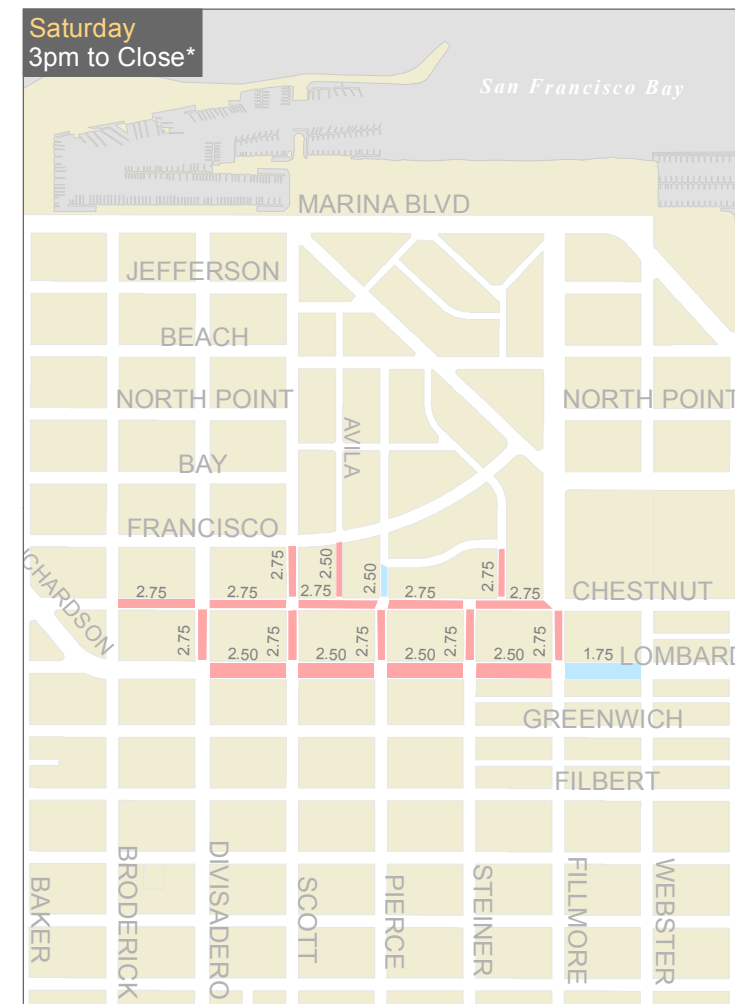 Saturday
3pm to Close*
San Francisco Bay
MARINA BLVD
JEFFERSON
BEACH
NORTH POINT
NORTH POINT
AVILA
BAY
FRANCISCO
CHARDSON
2.75
2.50
2.50
2.75
2.75
2.75
2.75
2.75
2.75
CHESTNUT
2.75
2.75
2.75
2.75
2.75
2.50
2.50
2.50
2.50
1.75
LOMBARD
GREENWICH
FILBERT
BAKER
BRODERICK
DIVISADERO
SCOTT
PIERCE
STEINER
FILLMORE
WEBSTER